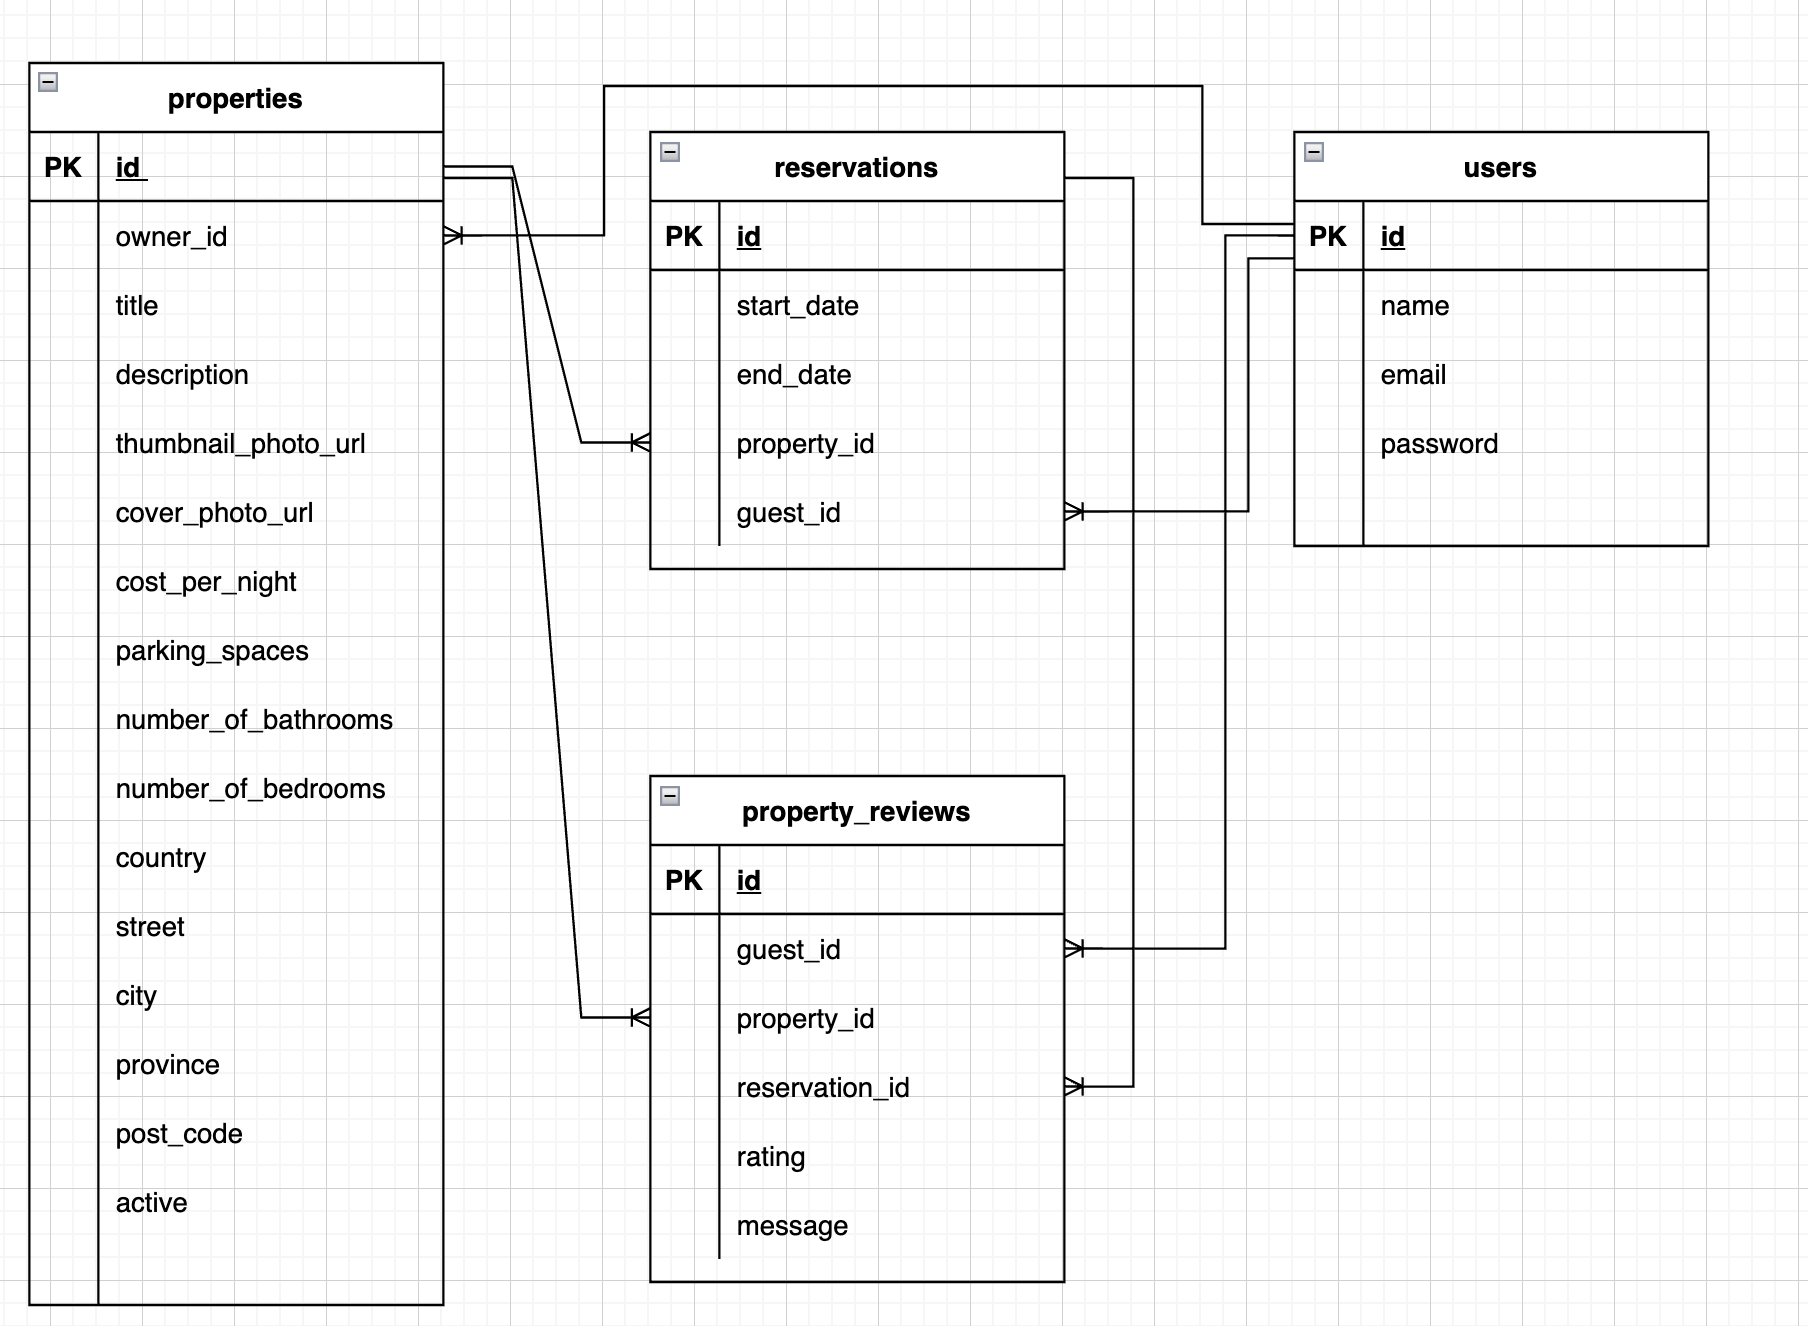 properties
PK id
owner_id
title
description
thumbnail_photo_url
cover_photo_url
cost_per_night
parking_spaces
number_of_bathrooms
number_of_bedrooms
country
street
city
province
post_code
active
reservations
PK id
start_date
end_date
property_id
guest_id
property_reviews
PK id
guest_id
property_id
reservation_id
rating
message
users
PK id
name
email
password